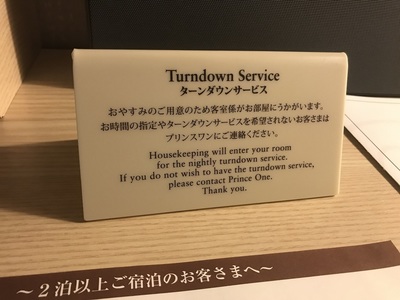 Turndown Service
ターンダウンサービス
おやすみのご用意のため客室係がお部屋にうかがいます。
お時間の指定やターンダウンサービスを希望されないお客さまは
プリンスワンにご連絡ください。
Housekeeping will enter your room
for the nightly turndown service.
If you do not wish to have the turndown service,
please contact Prince One.
Thank you.
～2泊以上ご宿泊のお客さまへ～